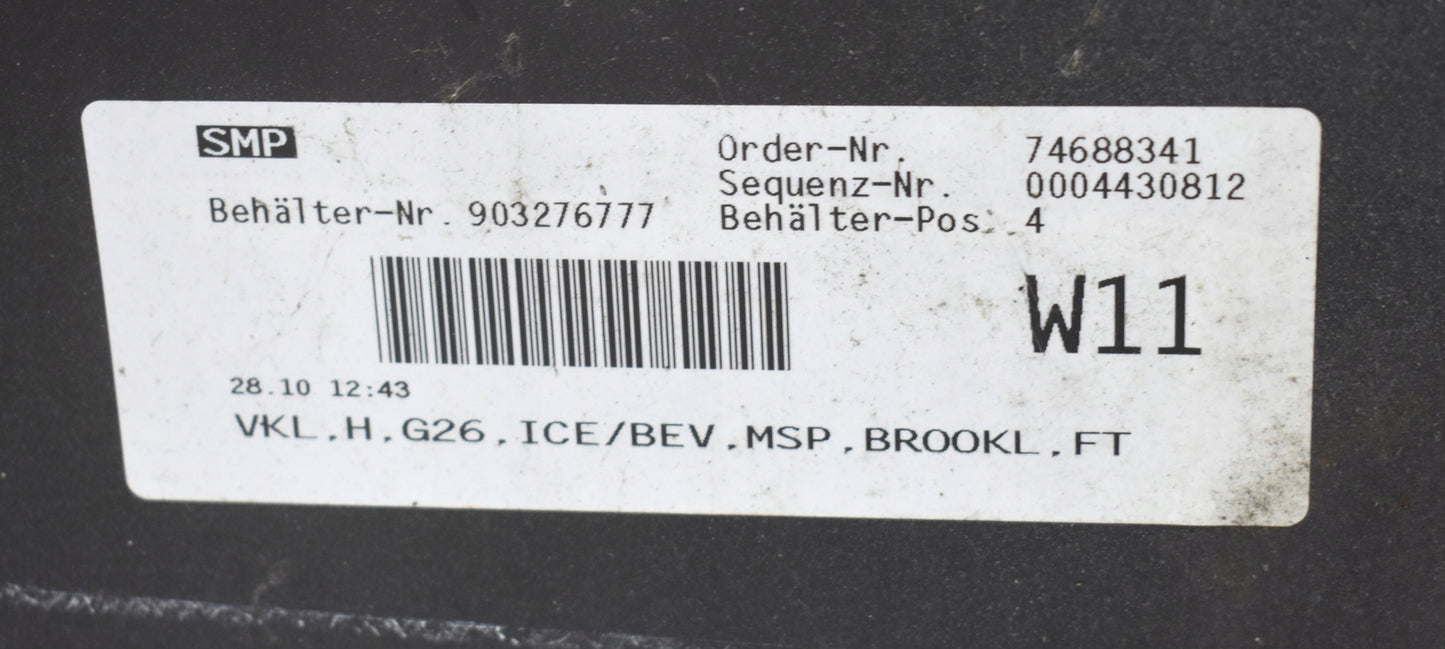 SMP
Order-Nr. 74688341
Sequenz-Nr. 0004430812
Behälter-Nr. 903276777
Behälter-Pos. 4
W11
28.10 12:43
VKL,H,G26,ICE/BEV,MSP,BROOKL,FT